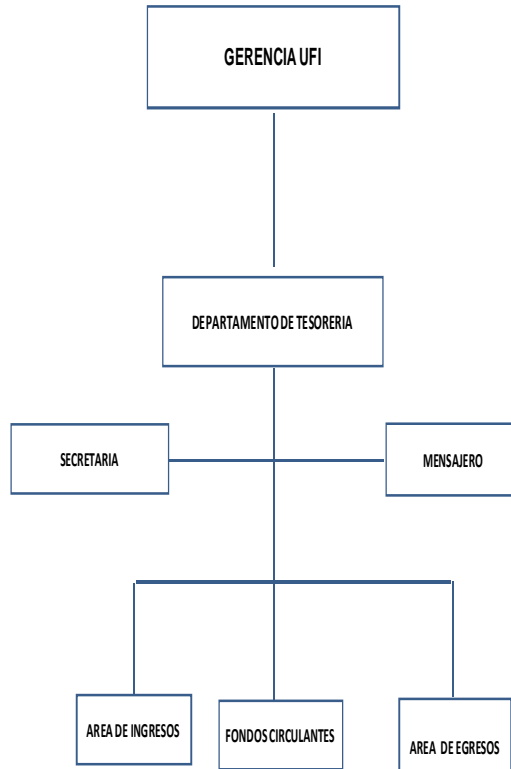 GERENCIA UFI
DEPARTAMENTO DE TESORERIA
SECRETARIA
MENSAJERO
AREA DE INGRESOS
FONDOS CIRCULANTES
AREA DE EGRESOS